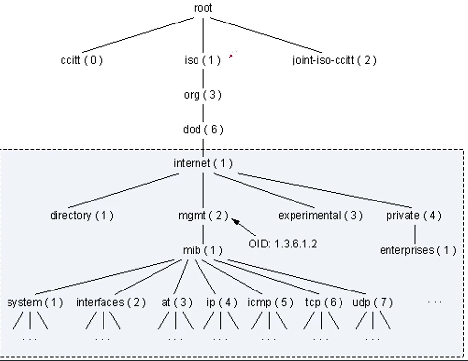 root
ccitt ( 0 ) iso ( 1 ) joint-iso-ccitt ( 2 )
org ( 3 )
dod ( 6 )
internet ( 1 )
directory ( 1 ) mgmt ( 2 ) experimental ( 3 ) private ( 4 )
OID: 1.3.6.1.2
mib ( 1 ) enterprises ( 1 )
system ( 1 ) interfaces ( 2 ) at ( 3 ) ip ( 4 ) icmp ( 5 ) tcp ( 6 ) udp ( 7 ) . . .
. . . . . . . . . . . . . . . . . . . . .